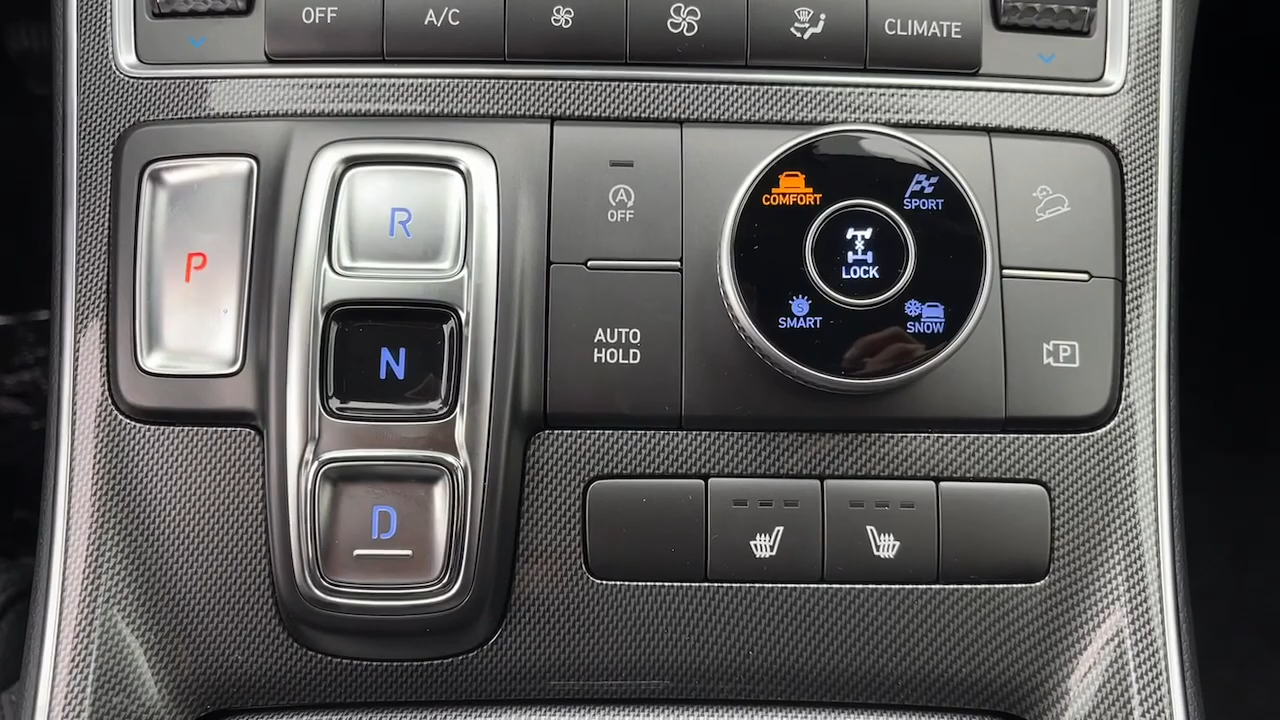 OFF
A/C
CLIMATE
P
R
N
D
A
OFF
AUTO
HOLD
COMFORT
SPORT
LOCK
S
SMART
SNOW
P